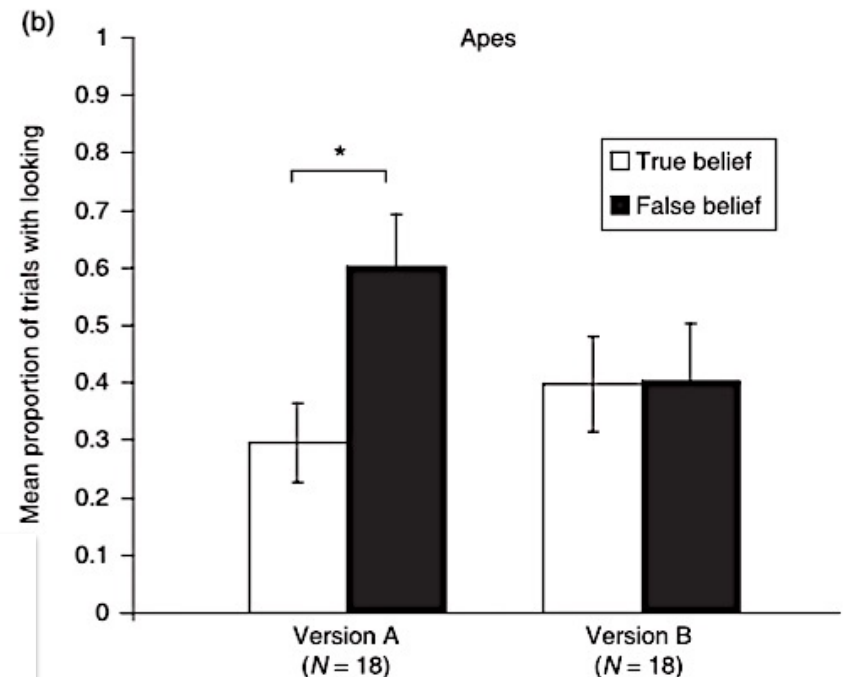 (b)
Apes
Mean proportion of trials with looking
1
0.9
0.8
0.7
0.6
0.5
0.4
0.3
0.2
0.1
0
*
True belief
False belief
Version A
(N = 18)
Version B
(N = 18)